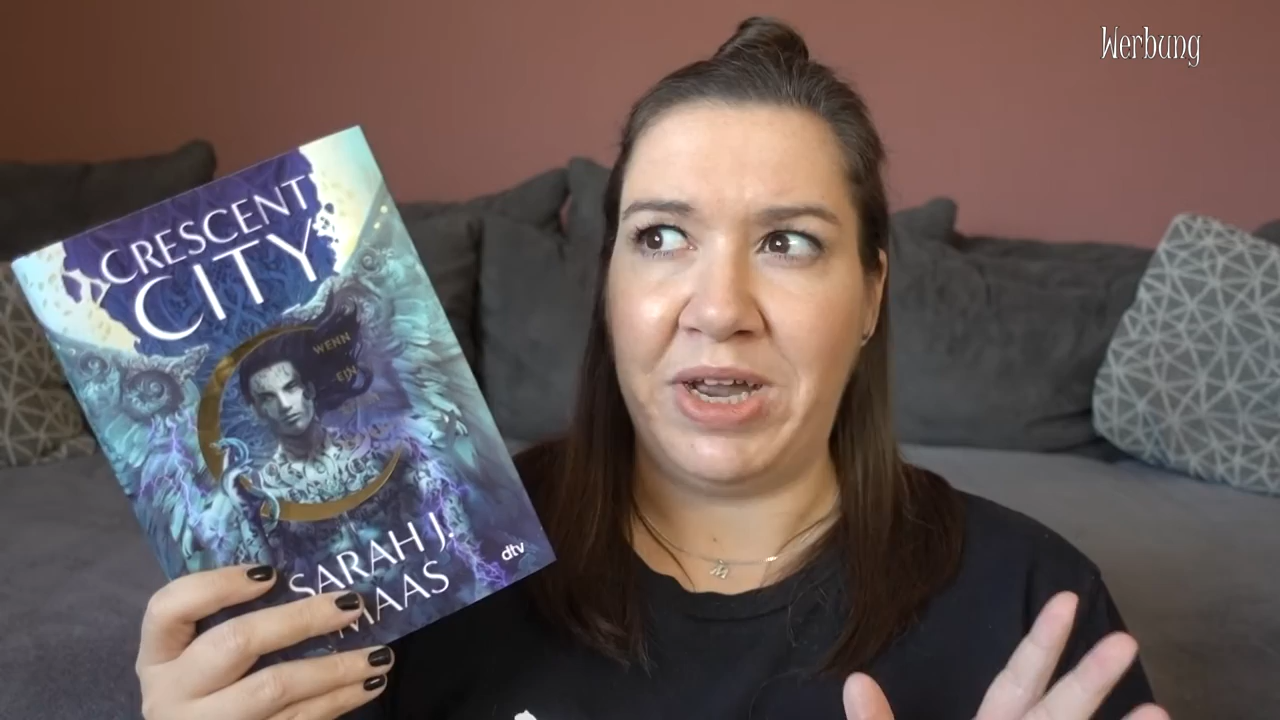 Werbung
CRESCENT
CITY
WENN
EIN
SARAH J.
MAAS
dtv
M